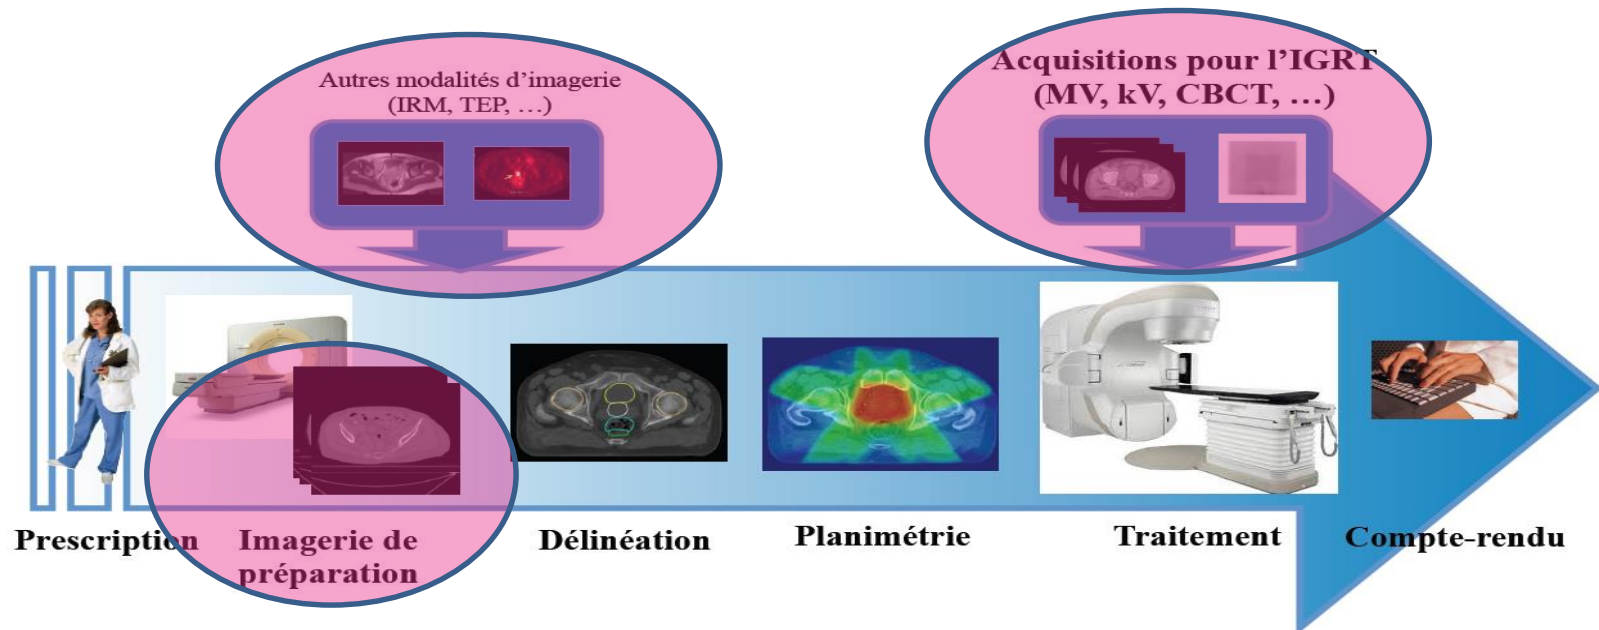 Autres modalités d'imagerie
(IRM, TEP, …)
Acquisitions pour l'IGRT
(MV, kV, CBCT, …)
Prescription
Imagerie de
préparation
Délinéation
Planimétrie
Traitement
Compte-rendu